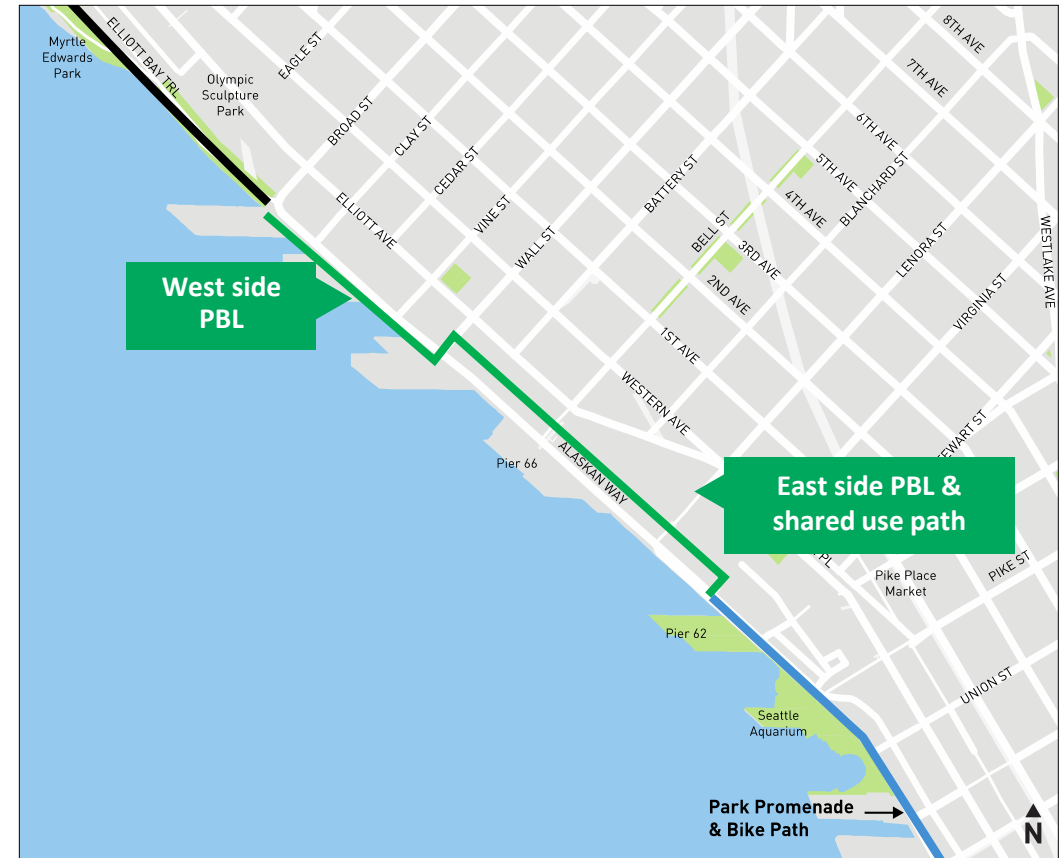 8TH AVE
ELLIOTT BAY TRL
Myrtle
Edwards
Park
EAGLE ST
7TH AVE
Olympic
Sculpture
Park
BROAD ST
CLAY ST
6TH AVE
CEDAR ST
BATTERY ST
5TH AVE
BLANCHARD ST
4TH AVE
ELLIOTT AVE
VINE ST
WALL ST
BELL ST
3RD AVE
LENORA ST
WESTLAKE AVE
2ND AVE
VIRGINIA ST
West side
PBL
1ST AVE
WESTERN AVE
EWART ST
Pier 66
ALASKAN WAY
East side PBL &
shared use path
PL
PIKE ST
Pike Place
Market
Pier 62
UNION ST
Seattle
Aquarium
Park Promenade
& Bike Path
N